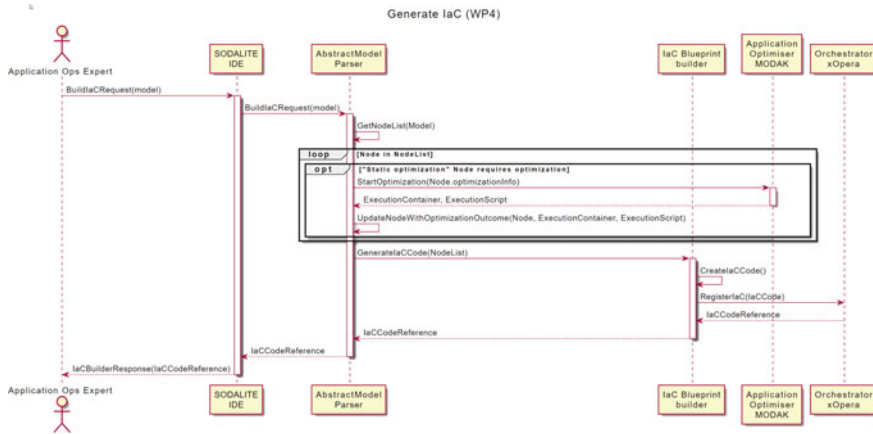 Generate IaC (WP4)
Application Ops Expert
SODALITE
IDE
AbstractModel
Parser
IaC Blueprint
builder
Application
Optimiser
MODAK
Orchestrator
xOpera
BuildIaCRequest(model)
BuildIaCRequest(model)
GetNodeList(Model)
loop [Node in NodeList]
opt ["Static optimization" Node requires optimization]
StartOptimization(Node.optimizationInfo)
ExecutionContainer, ExecutionScript
UpdateNodeWithOptimizationOutcome(Node, ExecutionContainer, ExecutionScript)
GenerateIaCCode(NodeList)
CreateIaCCode()
RegisterIaC(IaCCode)
IaCCodeReference
IaCCodeReference
IaCCodeReference
IaCBuilderResponse(IaCCodeReference)
Application Ops Expert
SODALITE
IDE
AbstractModel
Parser
IaC Blueprint
builder
Application
Optimiser
MODAK
Orchestrator
xOpera